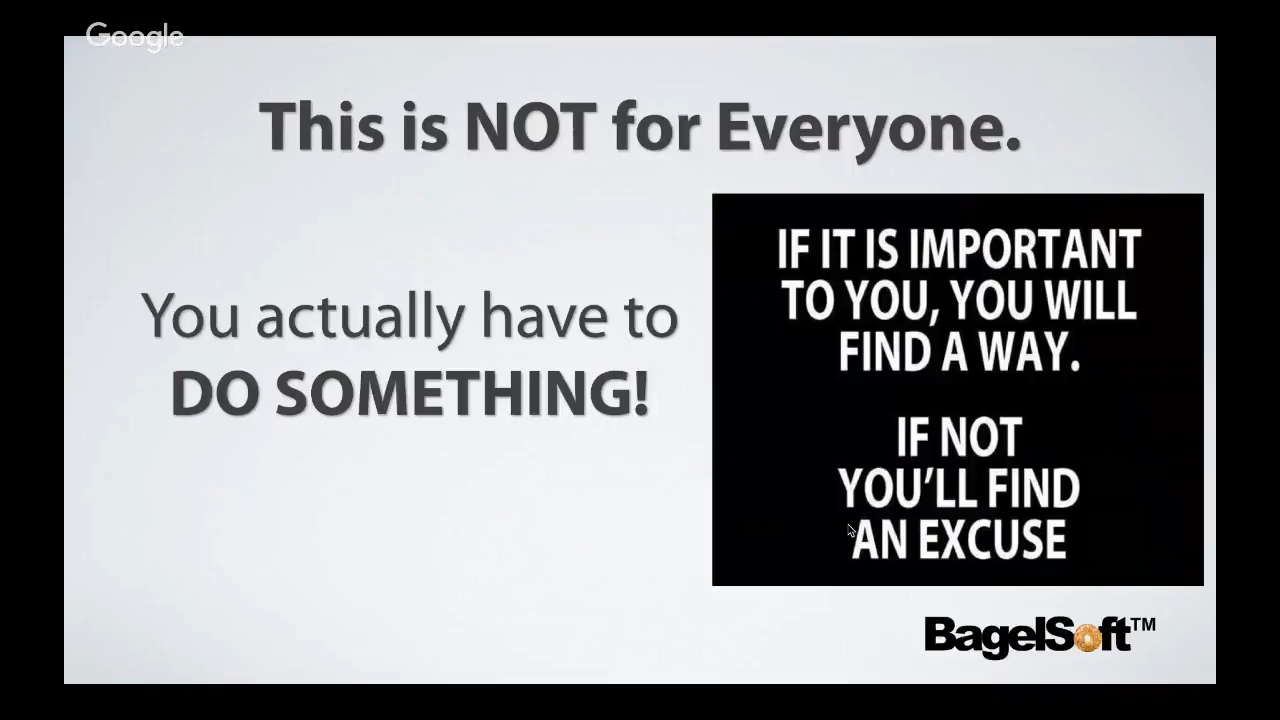 Google
This is NOT for Everyone.
You actually have to
DO SOMETHING!
IF IT IS IMPORTANT
TO YOU, YOU WILL
FIND A WAY.
IF NOT
YOU'LL FIND
AN EXCUSE
BagelSoft™